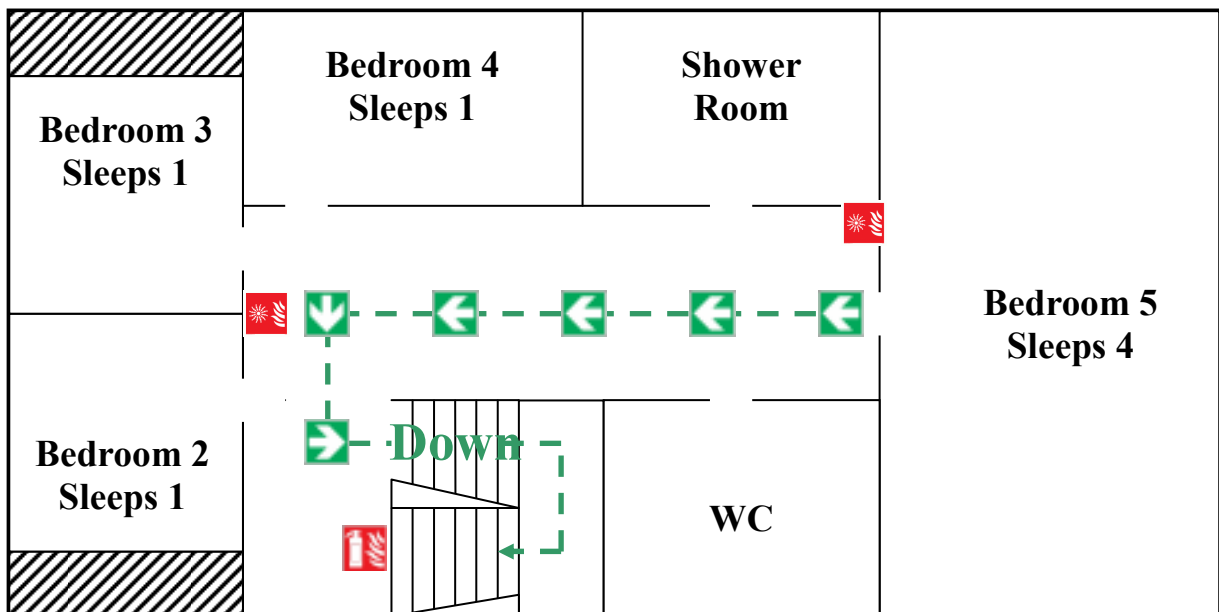 Bedroom 4
Sleeps 1
Shower
Room
Bedroom 3
Sleeps 1
Bedroom 5
Sleeps 4
Down
Bedroom 2
Sleeps 1
WC